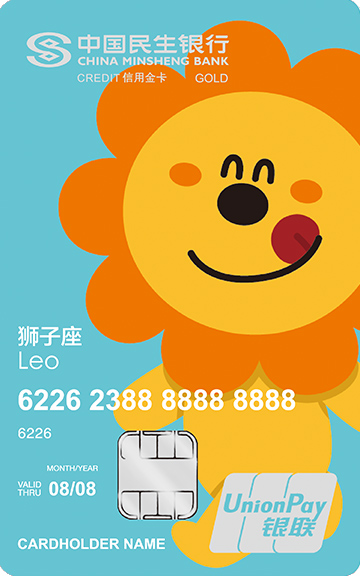 中国民生银行
CHINA MINSHENG BANK
CREDIT 信用金卡 GOLD
狮子座
Leo
6226 2388 8888 8888
6226
MONTH/YEAR
VALID THRU 08/08
CARDHOLDER NAME
UnionPay
银联